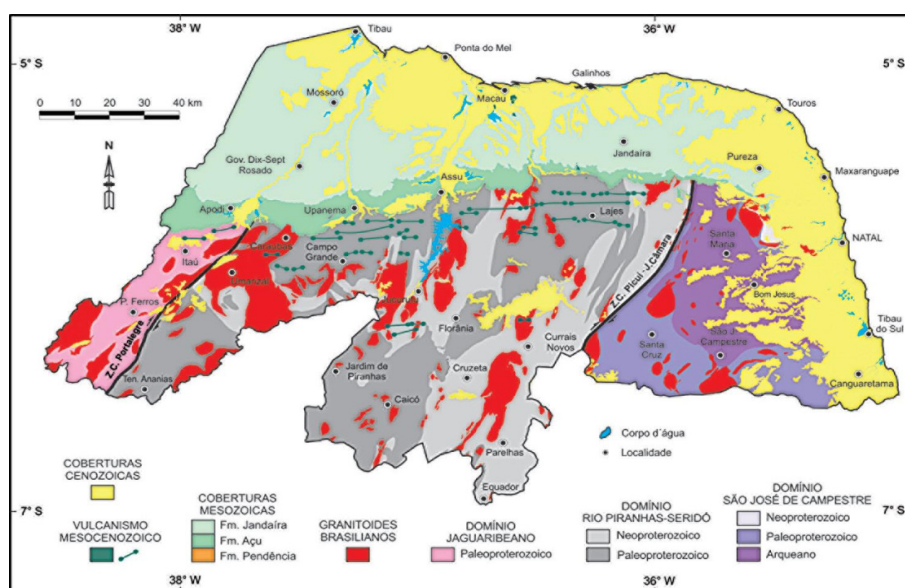 38° W
36° W
5° S
5° S
Tibau
Ponta do Mel
Galinhos
0 10 20 30 40 km
Mossoró
Macau
Touros
N
Jandaíra
Pureza
Gov. Dix-Sept
Rosado
Maxaranguape
Assu
Apodi
Upanema
Lajes
Caraúbas
Campo
Grande
Itaú
Santa
Maria
NATAL
Umarizal
Z.C. Picuí - J.Câmara
Jucurutu
Bom Jesus
P. Ferros
Z.C. Portalegre
Florânia
Tibau
do Sul
Currais
Novos
Santa
Cruz
São J.
Campestre
Ten. Ananias
Jardim de
Piranhas
Cruzeta
Canguaretama
Caicó
Parelhas
Equador
Corpo d´água
Localidade
7° S
7° S
COBERTURAS
CENOZOICAS
VULCANISMO
MESOCENOZOICO
COBERTURAS
MESOZOICAS
Fm. Jandaíra
Fm. Açu
Fm. Pendência
GRANITOIDES
BRASILIANOS
DOMÍNIO
JAGUARIBEANO
Paleoproterozoico
DOMÍNIO
RIO PIRANHAS-SERIDÓ
Neoproterozoico
Paleoproterozoico
DOMÍNIO
SÃO JOSÉ DE CAMPESTRE
Neoproterozoico
Paleoproterozoico
Arqueano
38° W
36° W